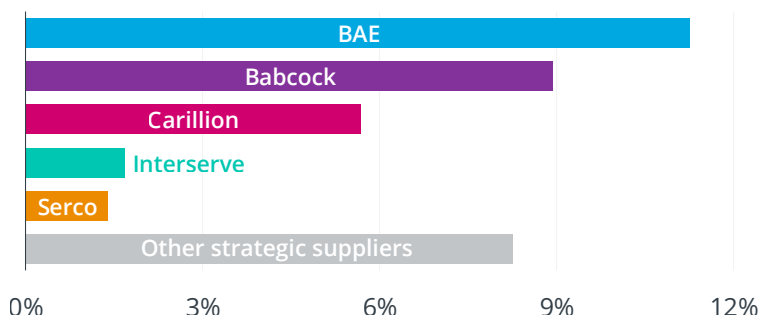 BAE
Babcock
Carillion
Interserve
Serco
Other strategic suppliers
0% 3% 6% 9% 12%